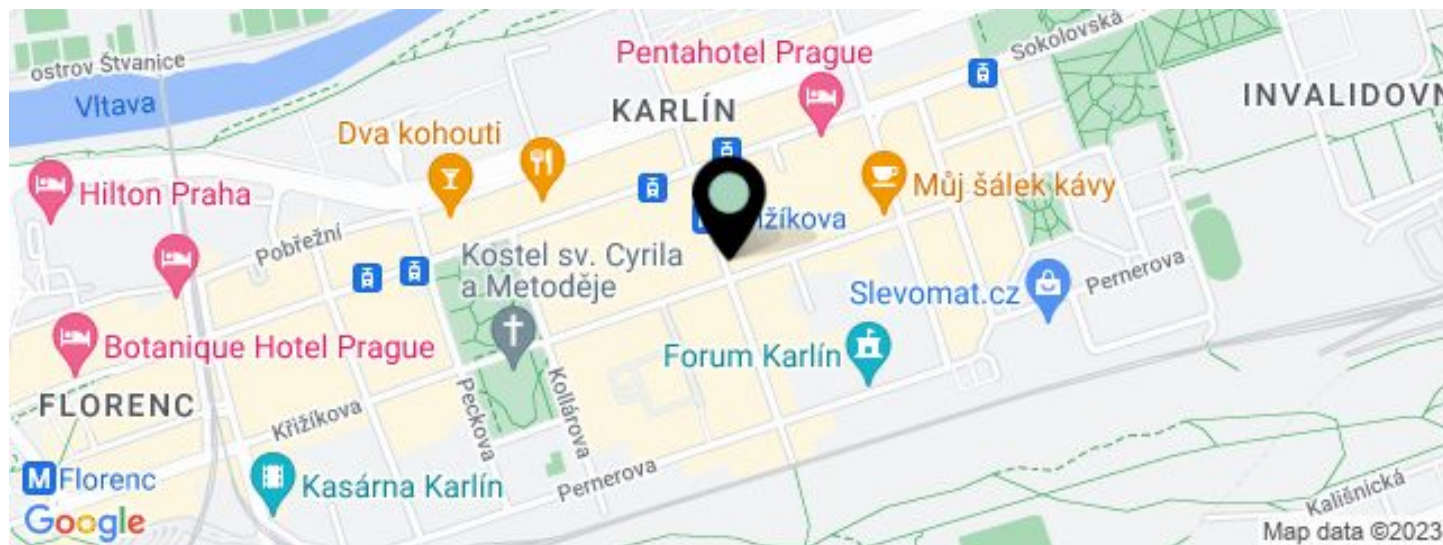 Sokolovská
Pentahotel Prague
ostrov Štvanice
INVALIDOVN
Vltava
KARLÍN
Dva kohouti
Hilton Praha
Můj šálek kávy
žíkova
Pobřežní
Kostel sv. Cyrila
a Metoděje
Pernerova
Slevomat.cz
Botanique Hotel Prague
Forum Karlín
FLORENC
Křižíkova
Peckova
Kollárova
M Florenc
Kasárna Karlín
Pernerova
Kališnická
Google
Map data ©2023